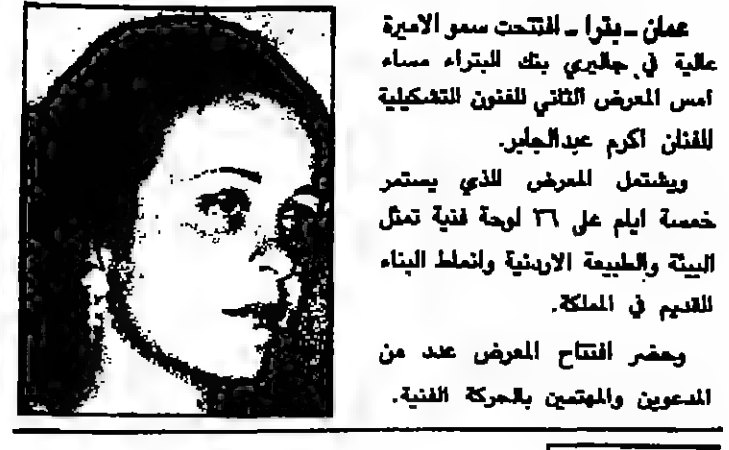 عمان ـ بترا ـ افتتحت سمو الاميرة
عالية في جاليري بنك البتراء مساء
امس المعرض الثاني للفنون التشكيلية
للفنان اكرم عبدالجابر.
ويشتمل المعرض الذي يستمر
خمسة ايام على ٢٦ لوحة فنية تمثل
البيئة والطبيعة الاردنية وانماط البناء
القديم في المملكة.
وحضر افتتاح المعرض عدد من
المدعوين والمهتمين بالحركة الفنية.